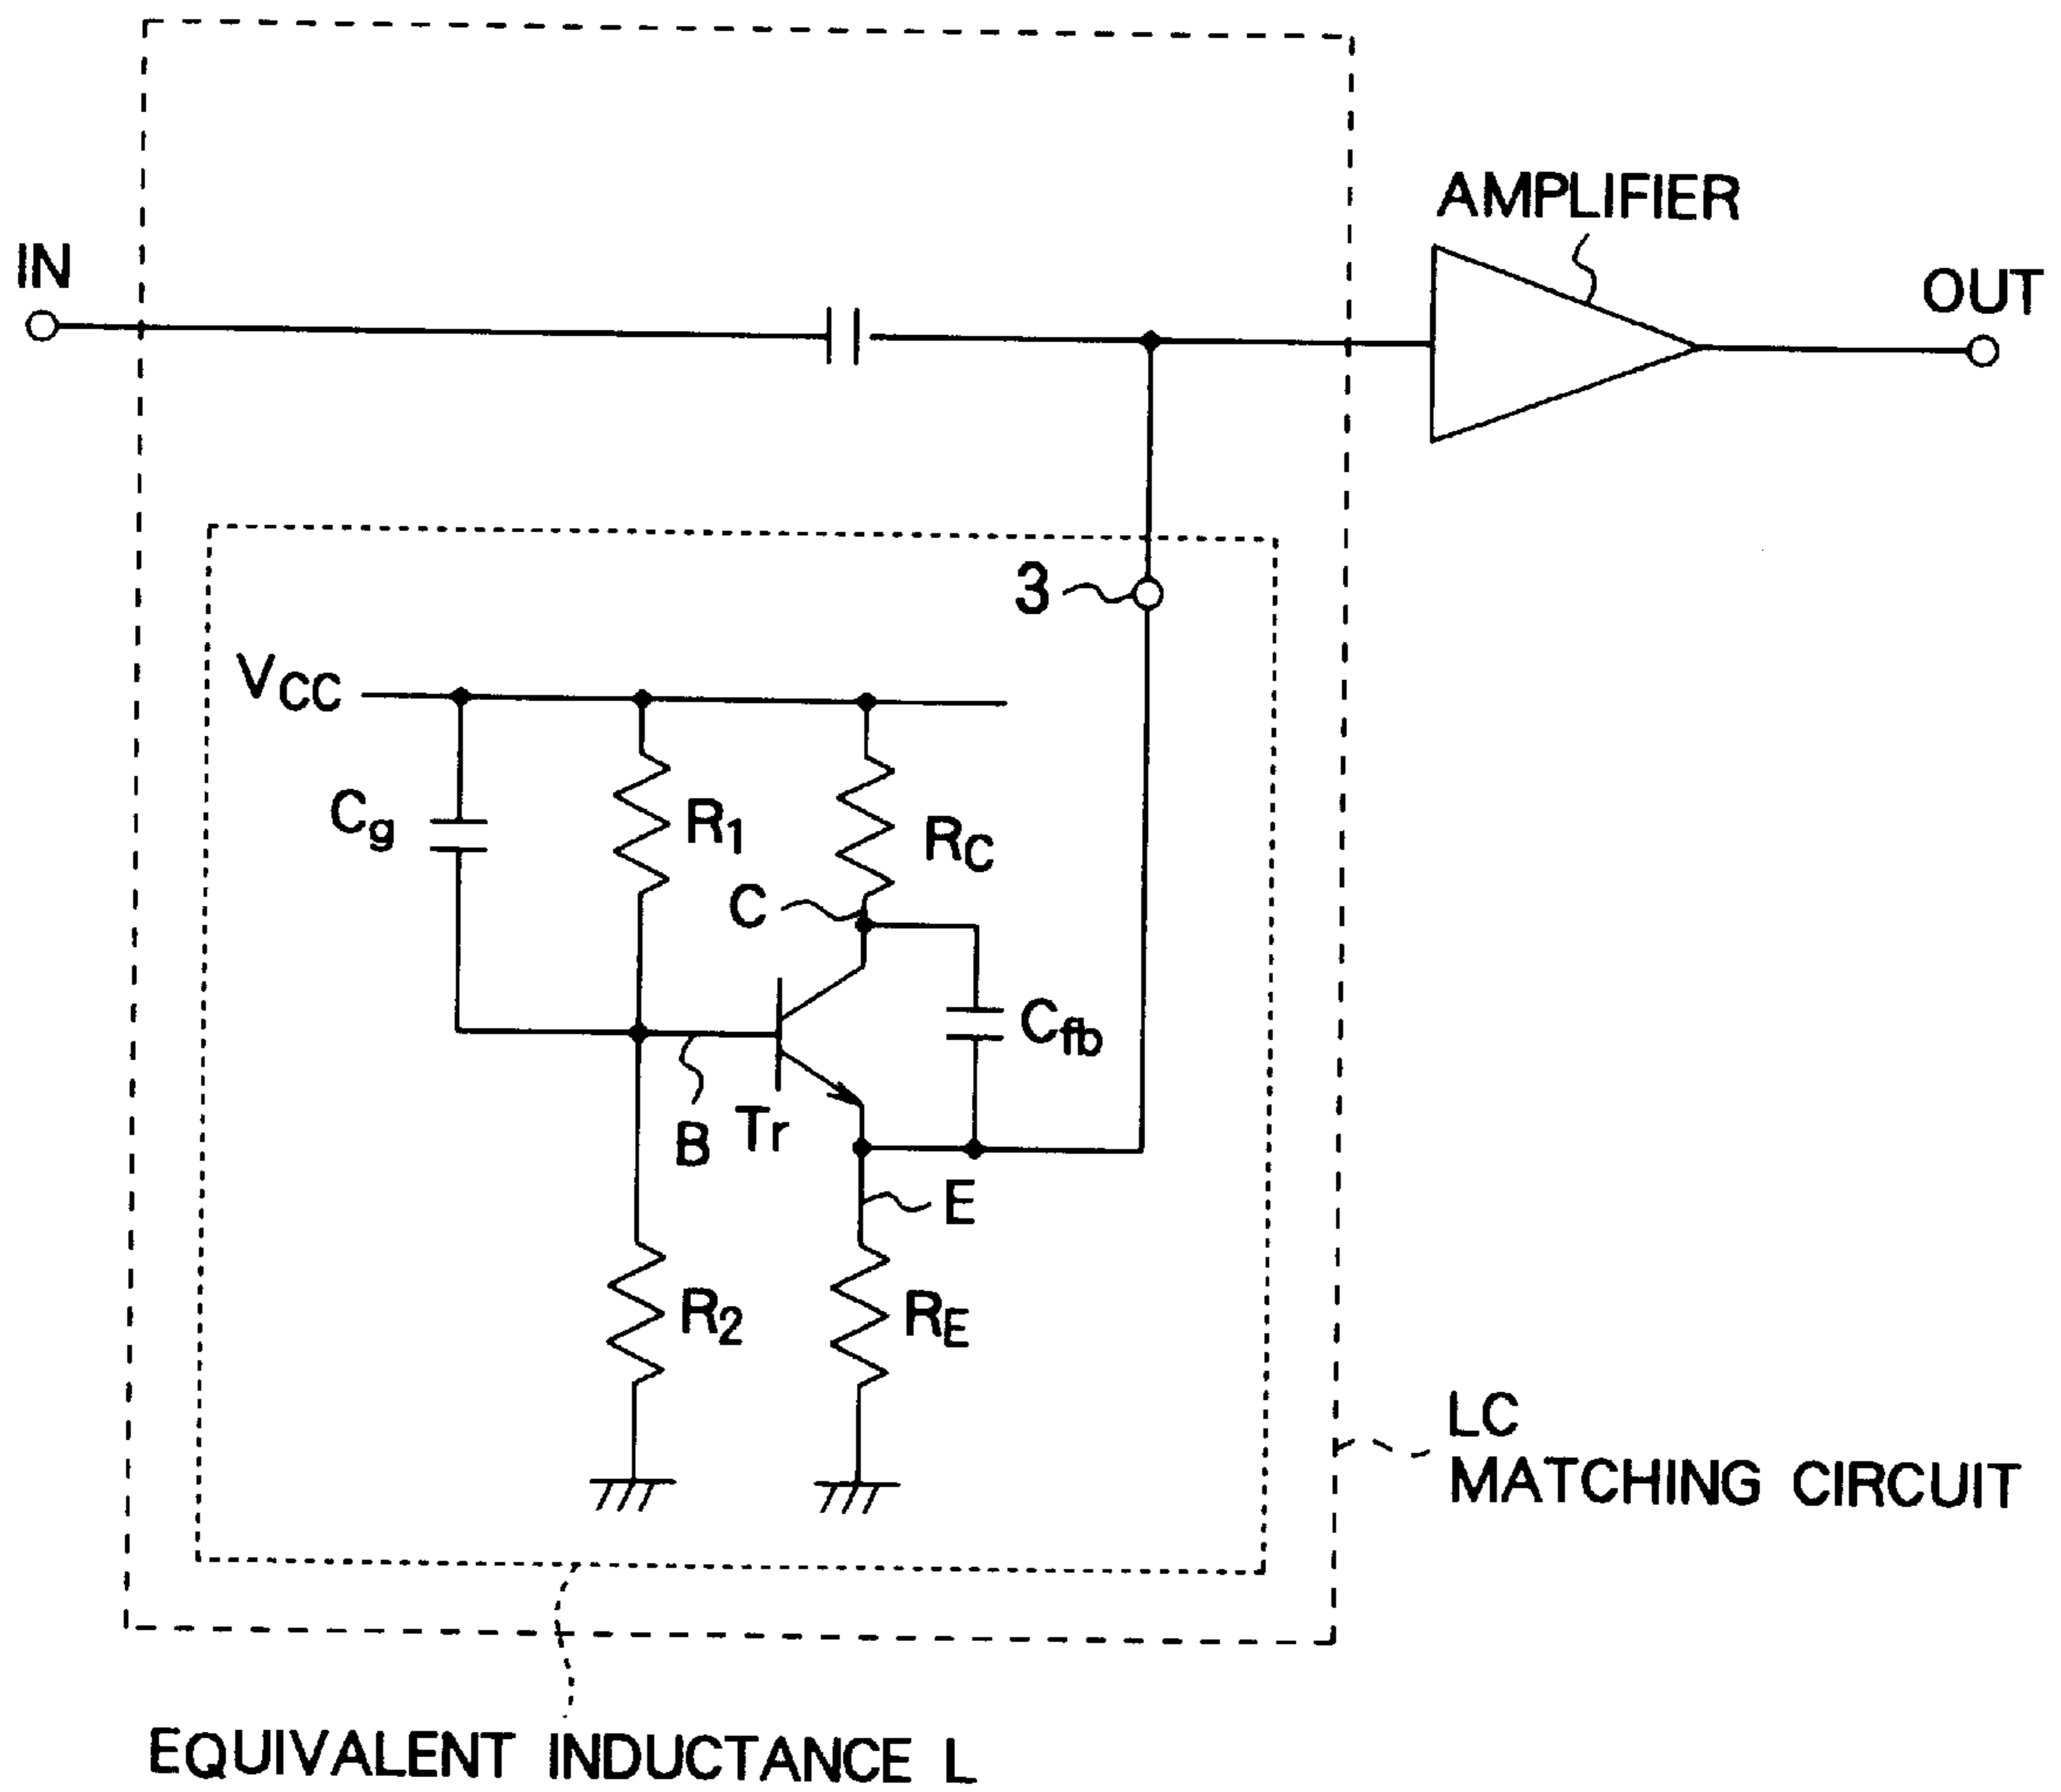 AMPLIFIER
IN
OUT
3
VCC
Cg
R1
RC
C
Cfb
B
Tr
E
R2
RE
LC
MATCHING CIRCUIT
EQUIVALENT INDUCTANCE L